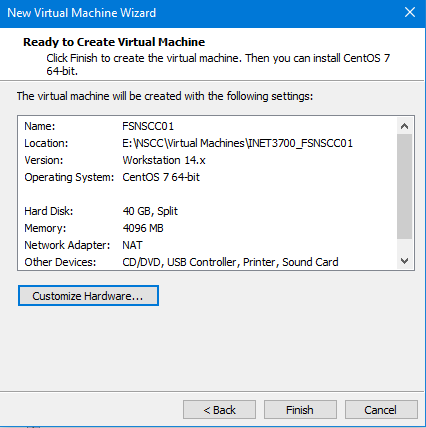 New Virtual Machine Wizard
Ready to Create Virtual Machine
Click Finish to create the virtual machine. Then you can install CentOS 7
64-bit.
The virtual machine will be created with the following settings:
Name: FSNSCC01
Location: E:\NSCC\Virtual Machines\INET3700_FSNSCC01
Version: Workstation 14.x
Operating System: CentOS 7 64-bit
Hard Disk: 40 GB, Split
Memory: 4096 MB
Network Adapter: NAT
Other Devices: CD/DVD, USB Controller, Printer, Sound Card
Customize Hardware...
< Back Finish Cancel